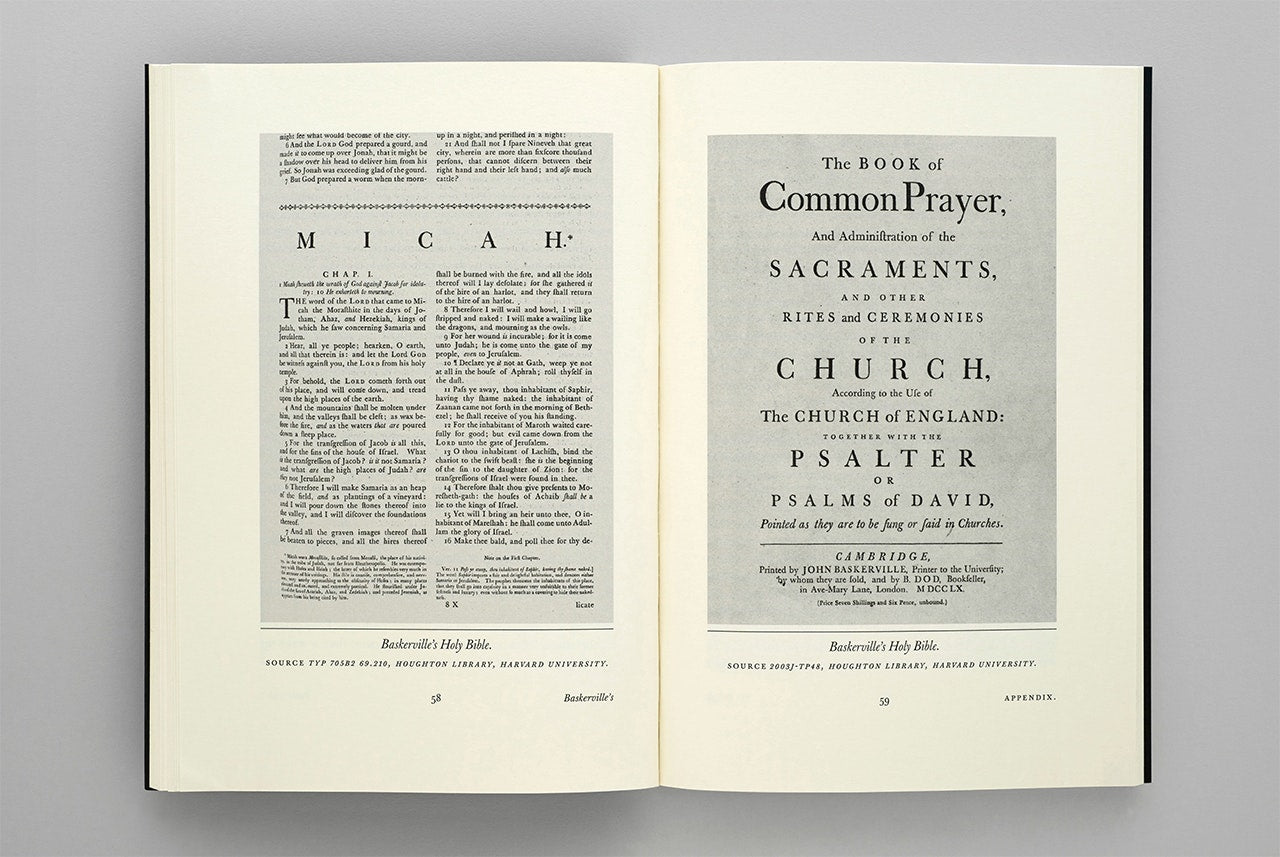 might ſee what would become of the city.
6 And the LORD God prepared a gourd, and
made it to come up over Jonah, that it might be
a ſhadow over his head to deliver him from his
grief. So Jonah was exceeding glad of the gourd.
7 But God prepared a worm when the morn-
up in a night, and periſhed in a night:
11 And ſhall not I ſpare Nineveh that great
city, wherein are more than ſixſcore thouſand
perſons, that cannot diſcern between their
right hand and their left hand; and alſo much
cattle?
MICAH.*
CHAP. I.
1 Micah ſheweth the wrath of God againſt Jacob for idola-
try: 10 He exhorteth to mourning.
THE word of the LORD that came to Mi-
cah the Moraſthite in the days of Jo-
tham, Ahaz, and Hezekiah, kings of
Judah, which he ſaw concerning Samaria and
Jeruſalem.
2 Hear, all ye people; hearken, O earth,
and all that therein is: and let the Lord GOD
be witneſs againſt you, the LORD from his holy
temple.
3 For behold, the LORD cometh forth out
of his place, and will come down, and tread
upon the high places of the earth.
4 And the mountains ſhall be molten under
him, and the valleys ſhall be cleft; as wax be-
fore the fire, and as the waters that are poured
down a ſteep place.
5 For the tranſgreſſion of Jacob is all this,
and for the ſins of the houſe of Iſrael. What
is the tranſgreſſion of Jacob? is it not Samaria?
and what are the high places of Judah? are
they not Jeruſalem?
6 Therefore I will make Samaria as an heap
of the field, and as plantings of a vineyard:
and I will pour down the ſtones thereof into
the valley, and I will diſcover the foundations
thereof.
7 And all the graven images thereof ſhall
be beaten to pieces, and all the hires thereof
ſhall be burned with the fire, and all the idols
thereof will I lay deſolate: for ſhe gathered it
of the hire of an harlot, and they ſhall return
to the hire of an harlot.
8 Therefore I will wail and howl, I will go
ſtripped and naked: I will make a wailing like
the dragons, and mourning as the owls.
9 For her wound is incurable; for it is come
unto Judah; he is come unto the gate of my
people, even to Jeruſalem.
10 ¶ Declare ye it not at Gath, weep ye not
at all in the houſe of Aphrah; roll thyſelf in
the duſt.
11 Paſs ye away, thou inhabitant of Saphir,
having thy ſhame naked: the inhabitant of
Zaanan came not forth in the morning of Beth-
ezel; he ſhall receive of you his ſtanding.
12 For the inhabitant of Maroth waited care-
fully for good; but evil came down from the
LORD unto the gate of Jeruſalem.
13 O thou inhabitant of Lachiſh, bind the
chariot to the ſwift beaſt: ſhe is the beginning
of the ſin to the daughter of Zion: for the
tranſgreſſions of Iſrael were found in thee.
14 Therefore ſhalt thou give preſents to Mo-
reſheth-gath: the houſes of Achzib ſhall be a
lie to the kings of Iſrael.
15 Yet will I bring an heir unto thee, O in-
habitant of Mareſhah: he ſhall come unto Adul-
lam the glory of Iſrael.
16 Make thee bald, and poll thee for thy de-
Note on the Firſt Chapter.
8 X
licate
Baskerville’s Holy Bible.
SOURCE TYP 705B2 69.210, HOUGHTON LIBRARY, HARVARD UNIVERSITY.
58
Baskerville’s
The BOOK of
Common Prayer,
And Adminiſtration of the
SACRAMENTS,
AND OTHER
RITES and CEREMONIES
OF THE
CHURCH,
According to the Uſe of
The CHURCH of ENGLAND:
TOGETHER WITH THE
PSALTER
OR
PSALMS of DAVID,
Pointed as they are to be ſung or ſaid in Churches.
CAMBRIDGE,
Printed by JOHN BASKERVILLE, Printer to the Univerſity;
by whom they are ſold, and by B. DOD, Bookſeller,
in Ave-Mary Lane, London. MDCCLX.
(Price Seven Shillings and Six Pence, unbound.)
Baskerville’s Holy Bible.
SOURCE 2003J-TP48, HOUGHTON LIBRARY, HARVARD UNIVERSITY.
59
APPENDIX.